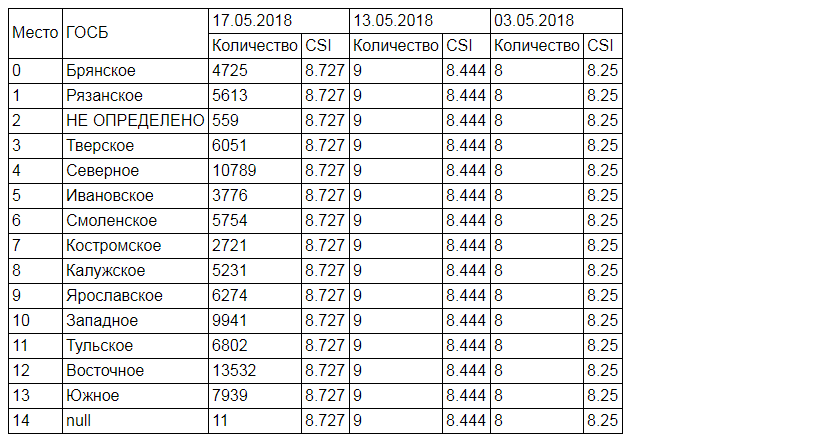 Место ГОСБ 17.05.2018 13.05.2018 03.05.2018
Количество CSI Количество CSI Количество CSI
0 Брянское 4725 8.727 9 8.444 8 8.25
1 Рязанское 5613 8.727 9 8.444 8 8.25
2 НЕ ОПРЕДЕЛЕНО 559 8.727 9 8.444 8 8.25
3 Тверское 6051 8.727 9 8.444 8 8.25
4 Северное 10789 8.727 9 8.444 8 8.25
5 Ивановское 3776 8.727 9 8.444 8 8.25
6 Смоленское 5754 8.727 9 8.444 8 8.25
7 Костромское 2721 8.727 9 8.444 8 8.25
8 Калужское 5231 8.727 9 8.444 8 8.25
9 Ярославское 6274 8.727 9 8.444 8 8.25
10 Западное 9941 8.727 9 8.444 8 8.25
11 Тульское 6802 8.727 9 8.444 8 8.25
12 Восточное 13532 8.727 9 8.444 8 8.25
13 Южное 7939 8.727 9 8.444 8 8.25
14 null 11 8.727 9 8.444 8 8.25